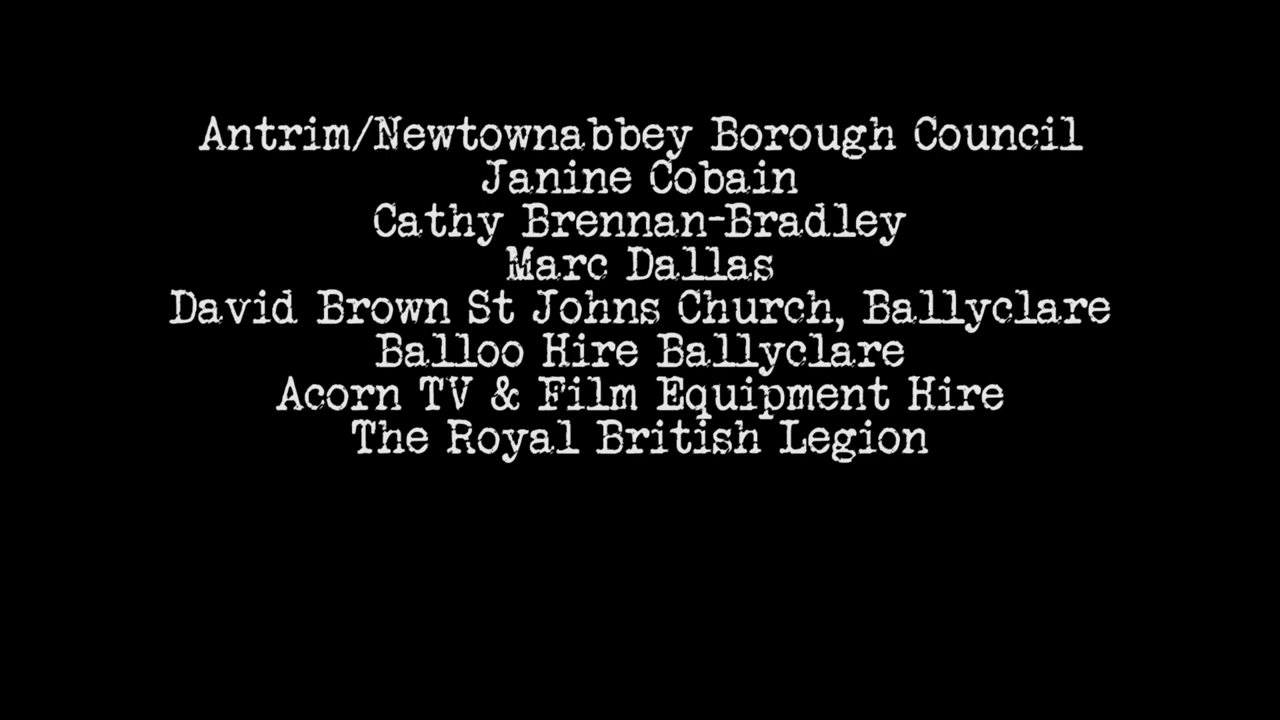 Antrim/Newtownabbey Borough Council
Janine Cobain
Cathy Brennan-Bradley
Marc Dallas
David Brown St Johns Church, Ballyclare
Balloo Hire Ballyclare
Acorn TV & Film Equipment Hire
The Royal British Legion